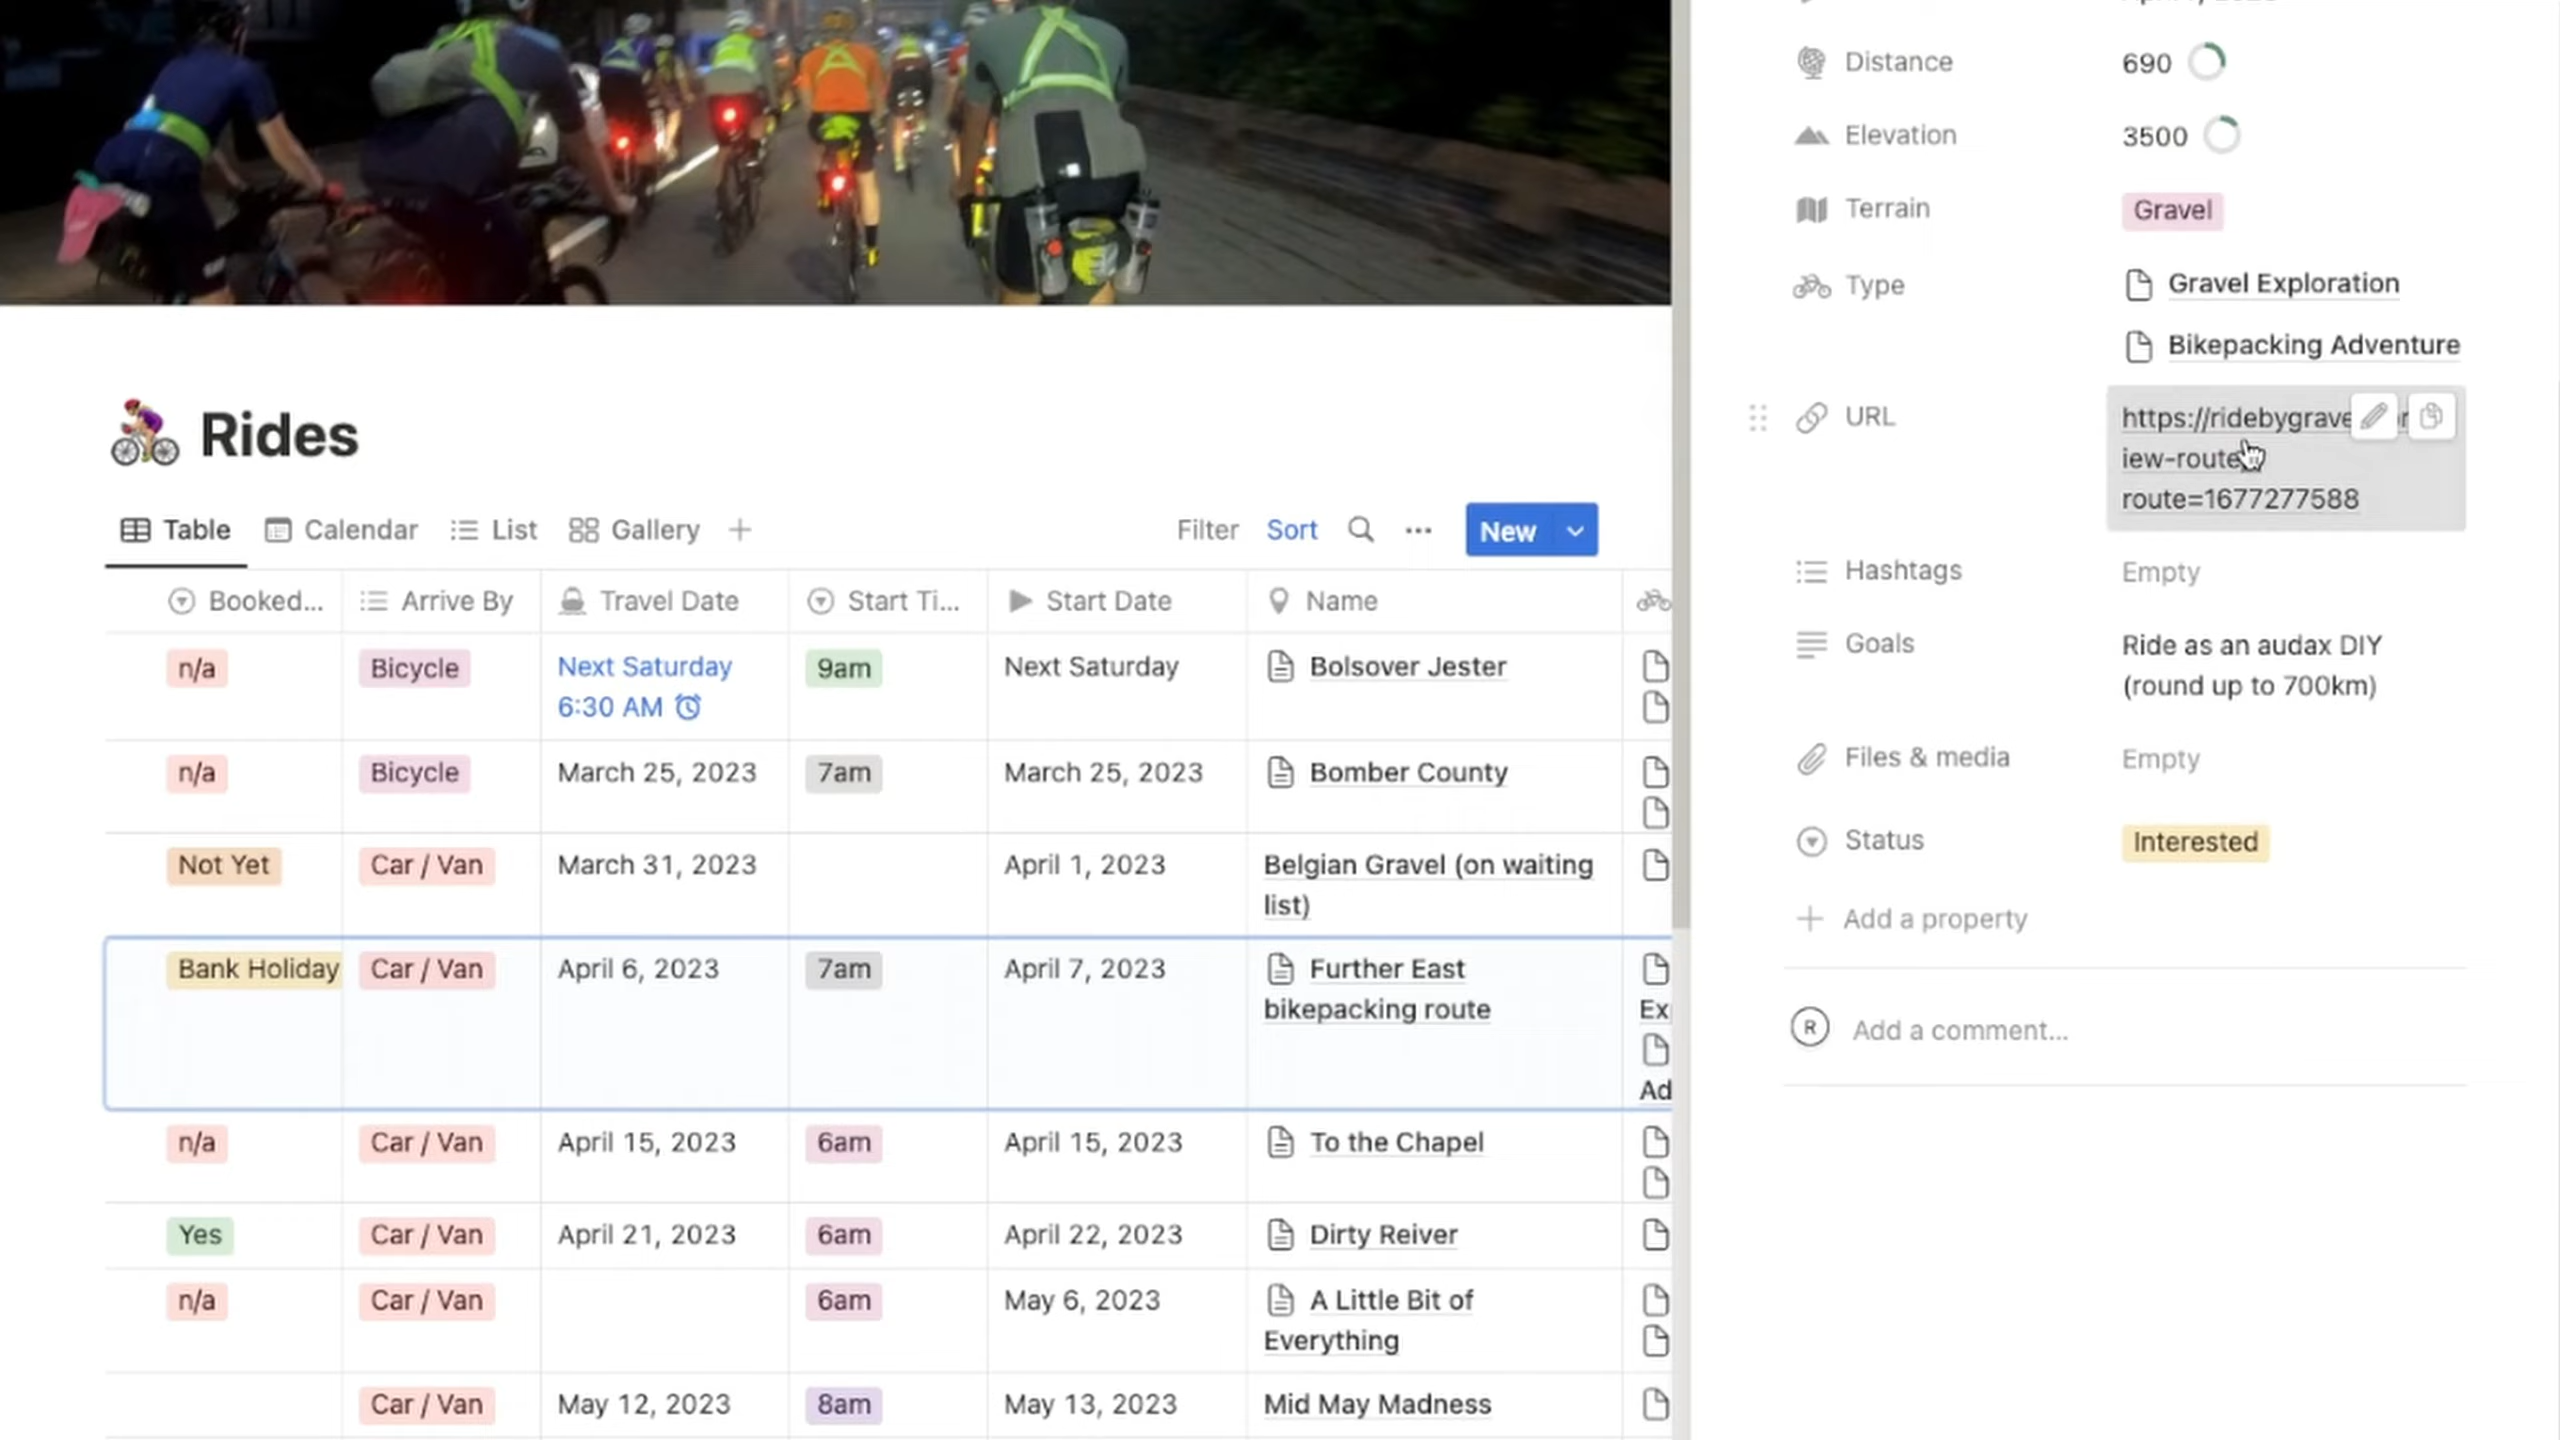 Rides
Table
Calendar
List
Gallery
Filter
Sort
New
Booked...
Arrive By
Travel Date
Start Ti...
Start Date
Name
n/a
Bicycle
Next Saturday
6:30 AM
9am
Next Saturday
Bolsover Jester
n/a
Bicycle
March 25, 2023
7am
March 25, 2023
Bomber County
Not Yet
Car / Van
March 31, 2023
April 1, 2023
Belgian Gravel (on waiting
list)
Bank Holiday
Car / Van
April 6, 2023
7am
April 7, 2023
Further East
bikepacking route
Ex
Ad
n/a
Car / Van
April 15, 2023
6am
April 15, 2023
To the Chapel
Yes
Car / Van
April 21, 2023
6am
April 22, 2023
Dirty Reiver
n/a
Car / Van
6am
May 6, 2023
A Little Bit of
Everything
Car / Van
May 12, 2023
8am
May 13, 2023
Mid May Madness
Distance
690
Elevation
3500
Terrain
Gravel
Type
Gravel Exploration
Bikepacking Adventure
URL
https://ridebygrave
iew-route
route=1677277588
Hashtags
Empty
Goals
Ride as an audax DIY
(round up to 700km)
Files & media
Empty
Status
Interested
Add a property
R
Add a comment...